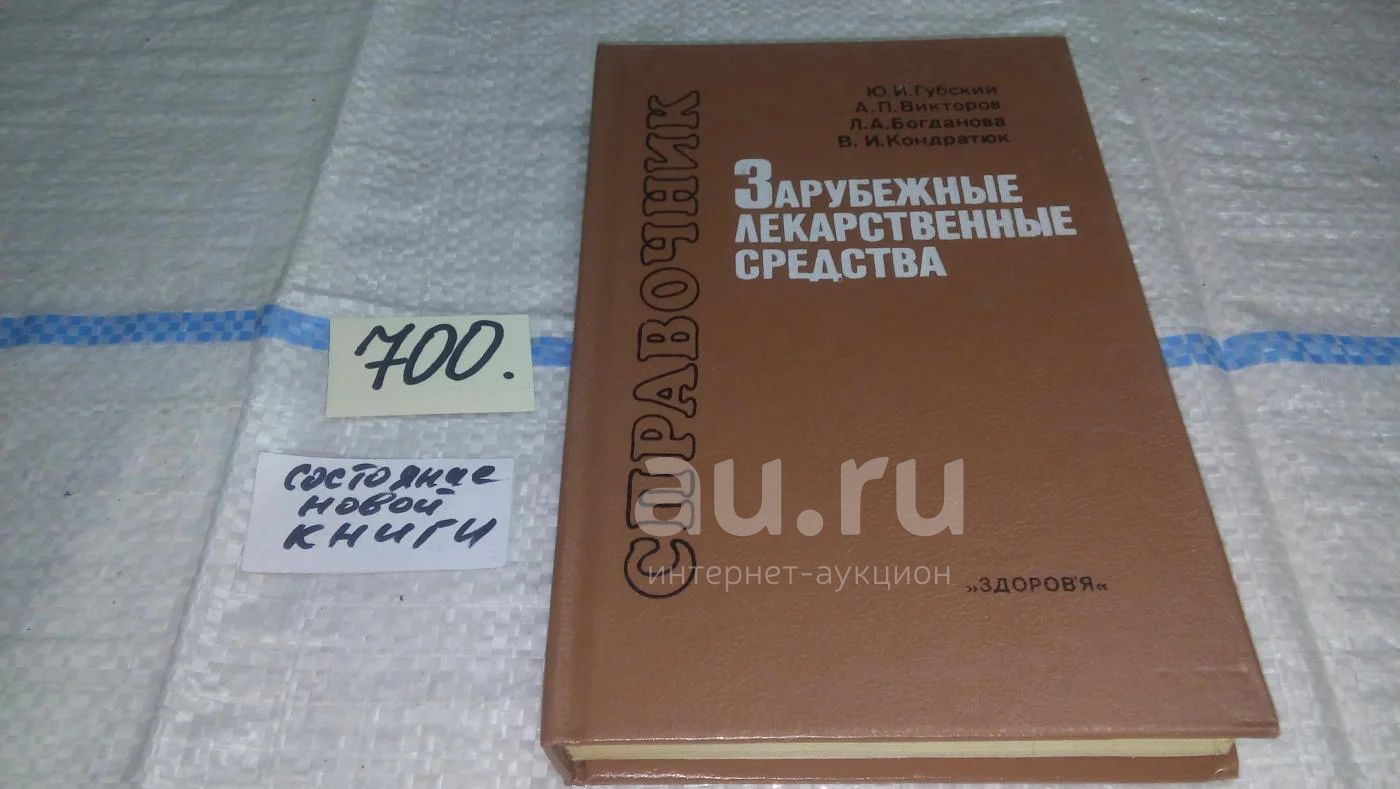 Ю.И.Губский
А.П.Викторов
Л.А.Богданова
В.И.Кондратюк
ЗАРУБЕЖНЫЕ
ЛЕКАРСТВЕННЫЕ
СРЕДСТВА
СПРАВОЧНИК
„ЗДОРОВ'Я“
700.
состояние
новой
книги
au.ru
интернет-аукцион